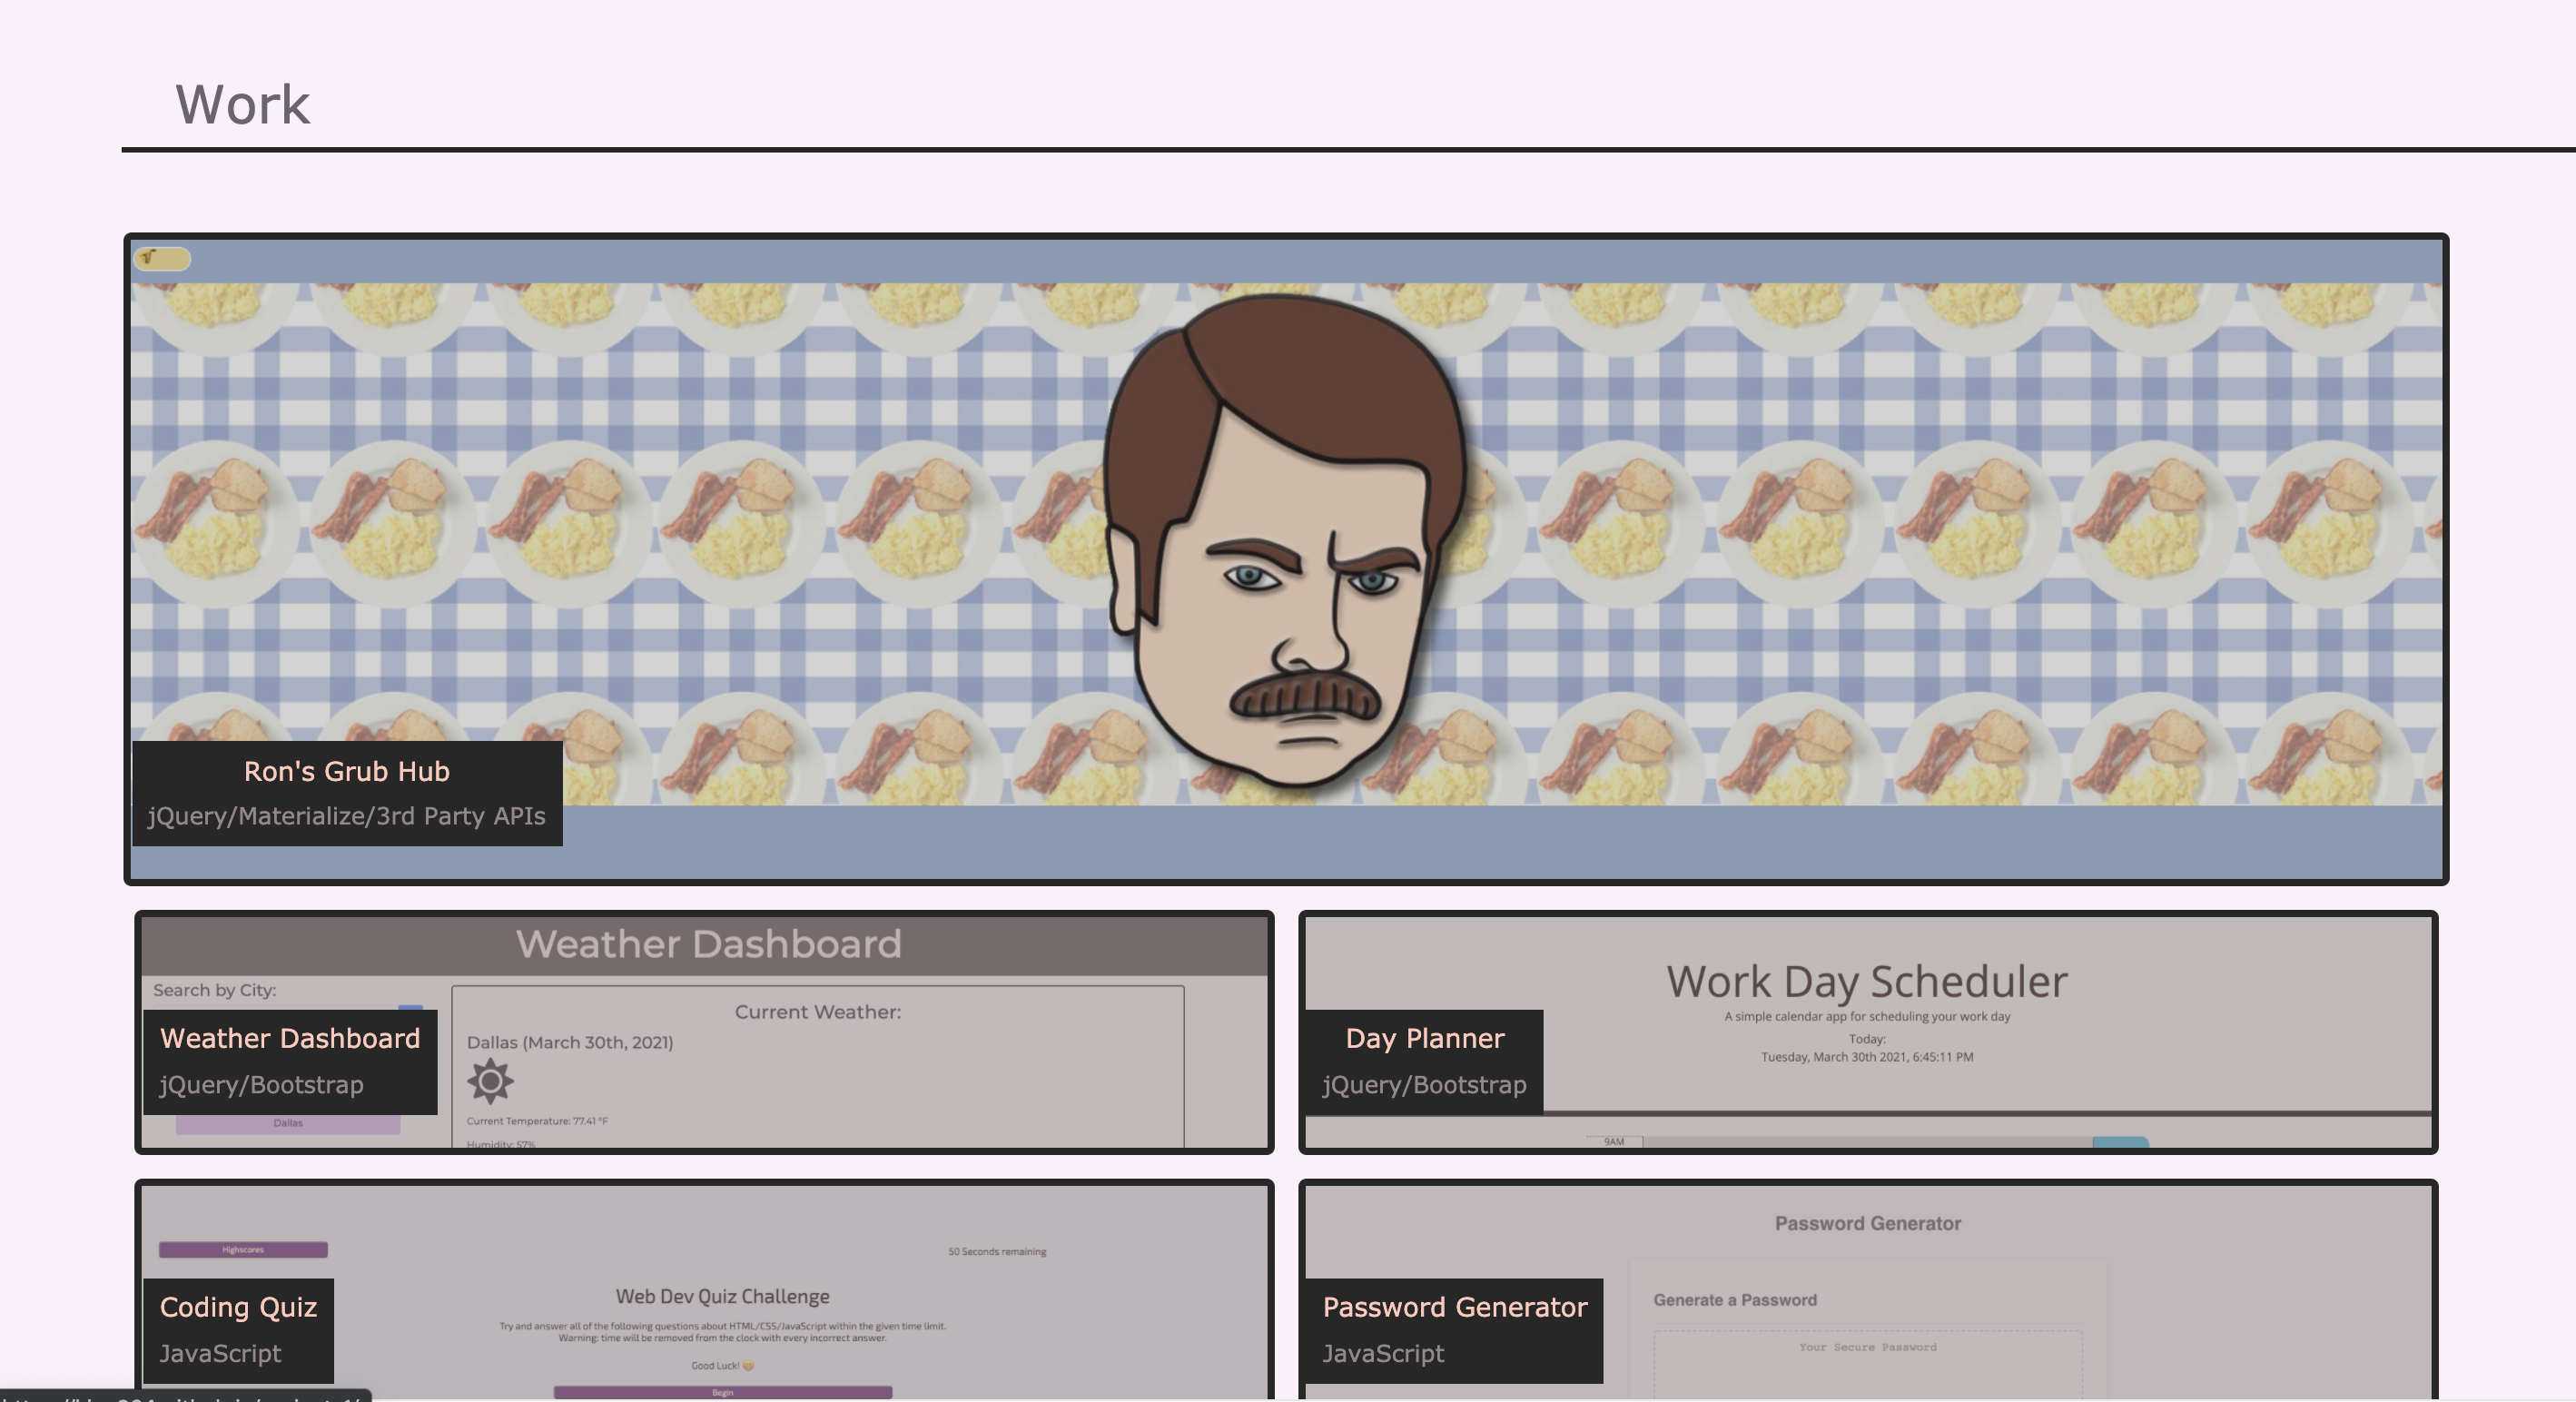 Work
Ron's Grub Hub
jQuery/Materialize/3rd Party APIs
Weather Dashboard
Search by City:
Current Weather:
Dallas (March 30th, 2021)
Weather Dashboard
jQuery/Bootstrap
Current Temperature: 77.41 °F
Dallas
Humidity: 57%
Work Day Scheduler
A simple calendar app for scheduling your work day
Today:
Tuesday, March 30th 2021, 6:45:11 PM
Day Planner
jQuery/Bootstrap
9AM
Highscores
50 Seconds remaining
Web Dev Quiz Challenge
Try and answer all of the following questions about HTML/CSS/JavaScript within the given time limit.
Warning: time will be removed from the clock with every incorrect answer.
Good Luck! 😁
Begin
Coding Quiz
JavaScript
Password Generator
Generate a Password
Your Secure Password
Password Generator
JavaScript